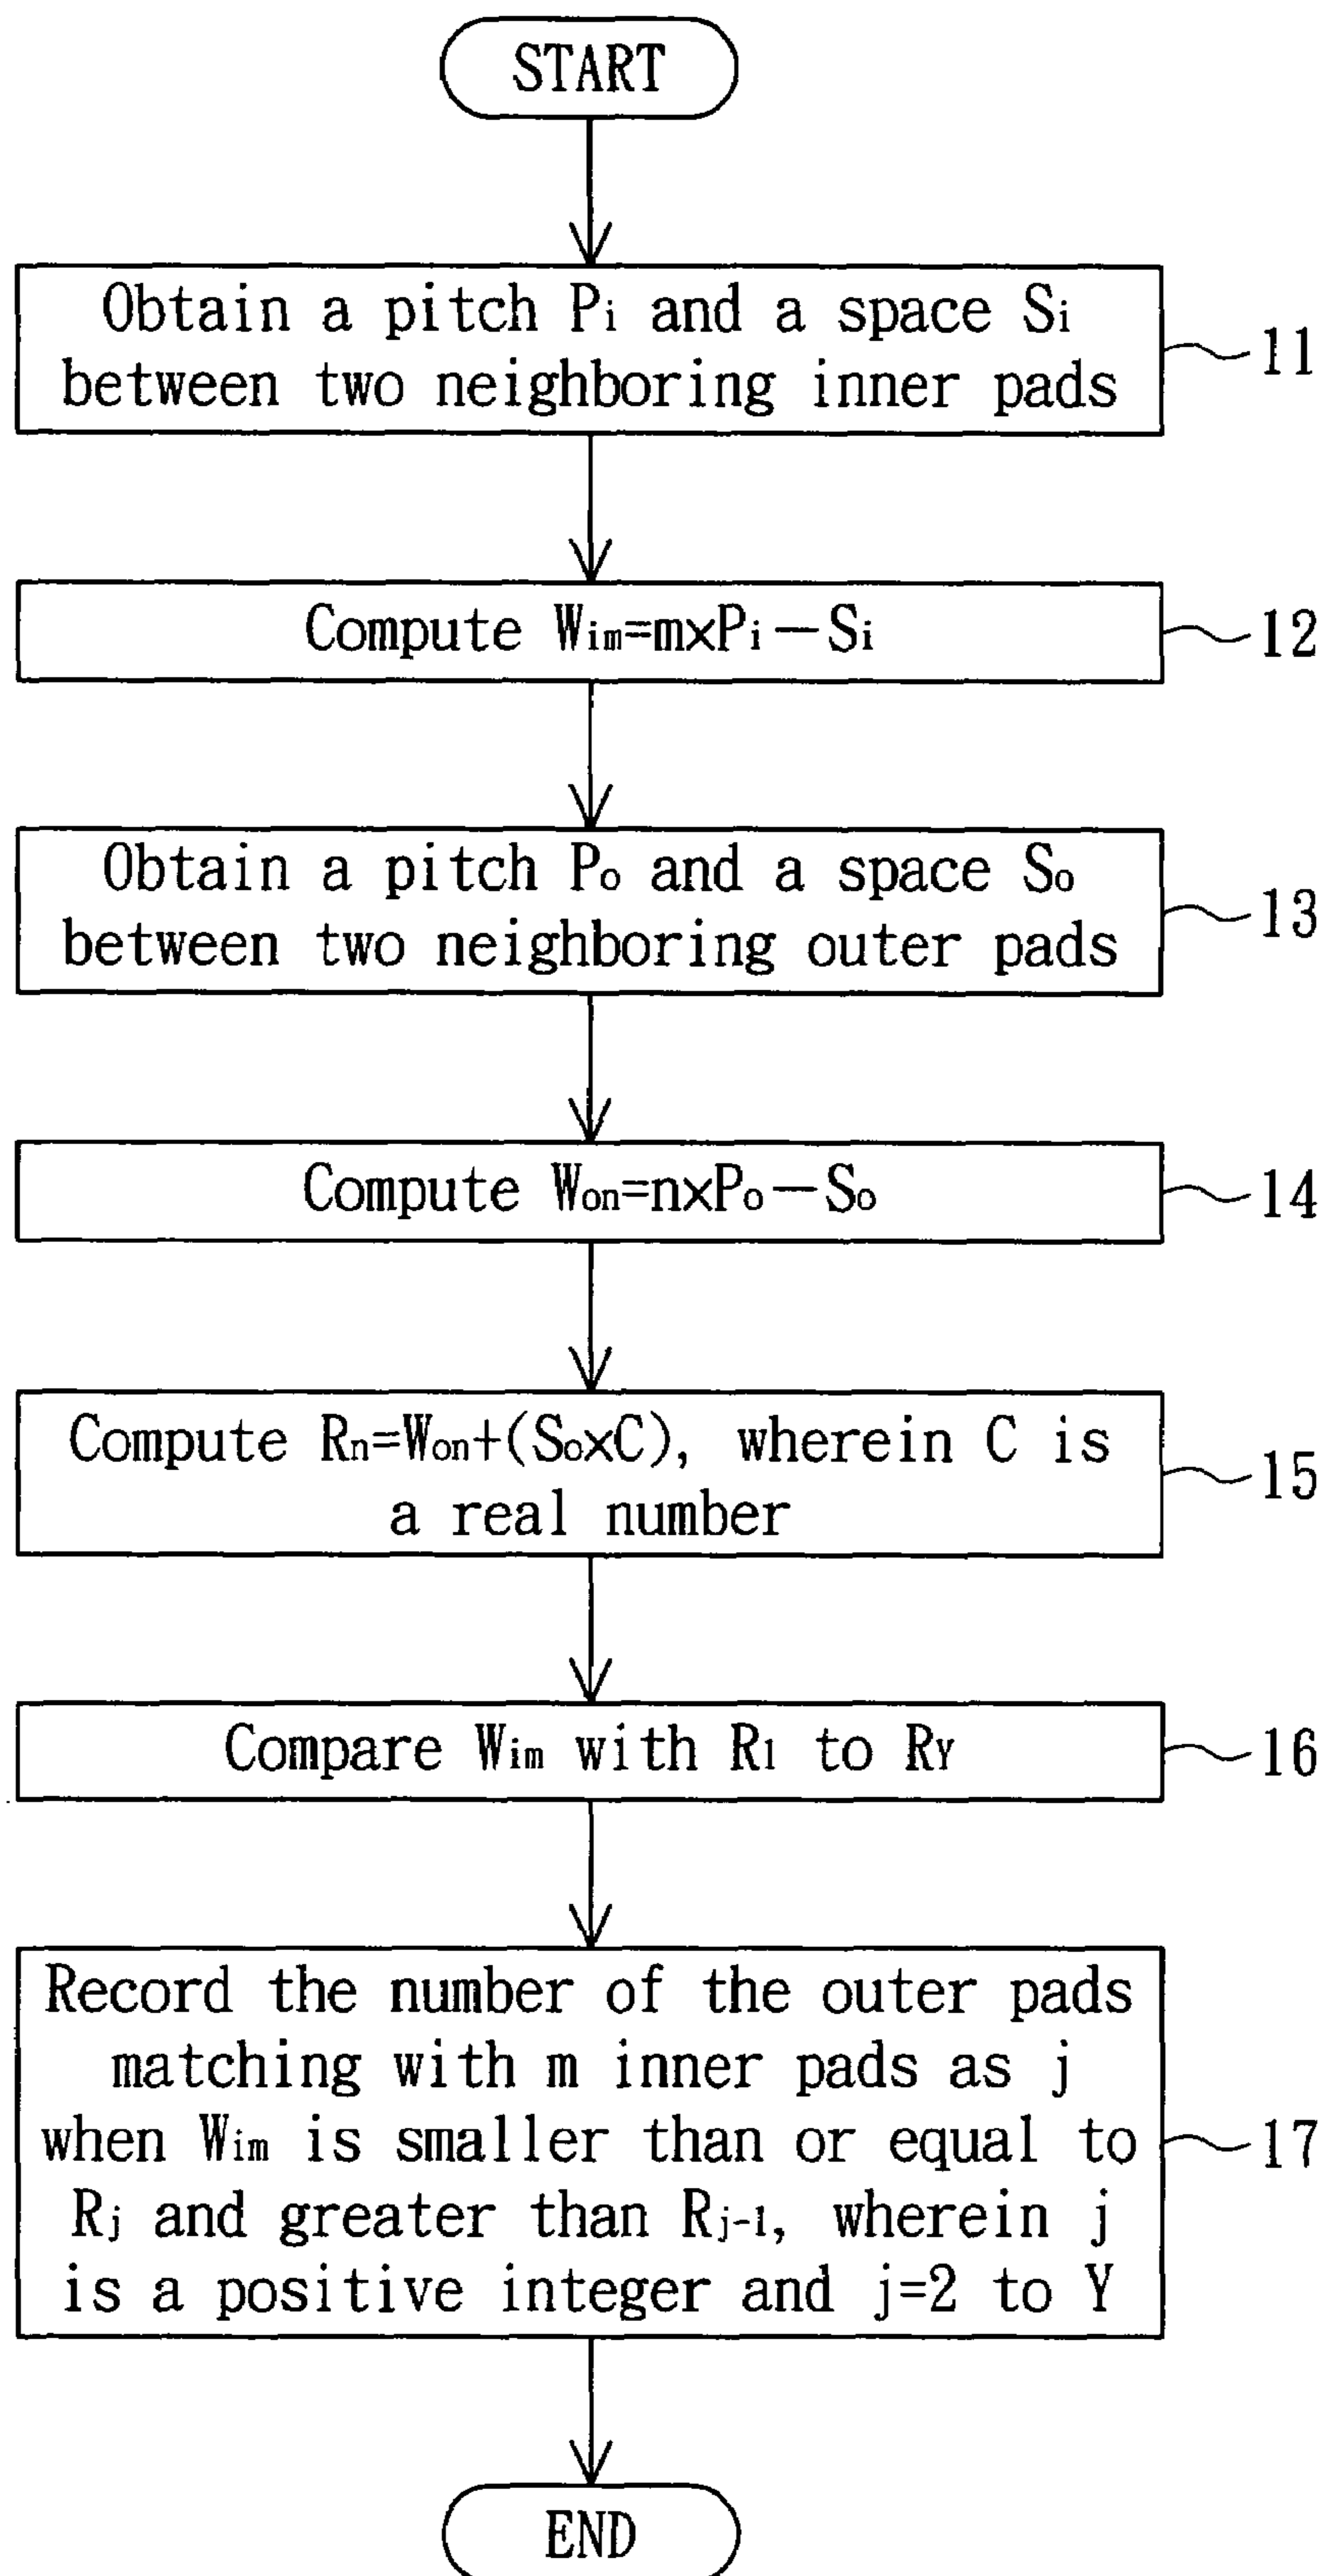 START
Obtain a pitch Pi and a space Si
between two neighboring inner pads
11
Compute Wim=m×Pi−Si
12
Obtain a pitch Po and a space So
between two neighboring outer pads
13
Compute Won=n×Po−So
14
Compute Rn=Won+(So×C), wherein C is
a real number
15
Compare Wim with R1 to RY
16
Record the number of the outer pads
matching with m inner pads as j
when Wim is smaller than or equal to
Rj and greater than Rj-1, wherein j
is a positive integer and j=2 to Y
17
END